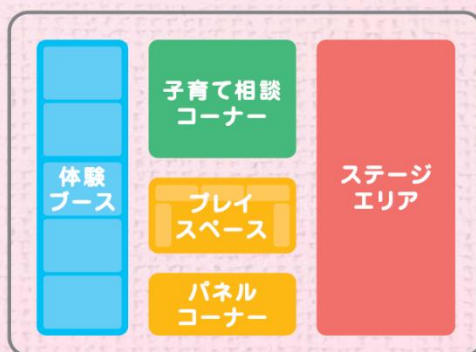 体験
ブース
子育て相談
コーナー
プレイ
スペース
パネル
コーナー
ステージ
エリア